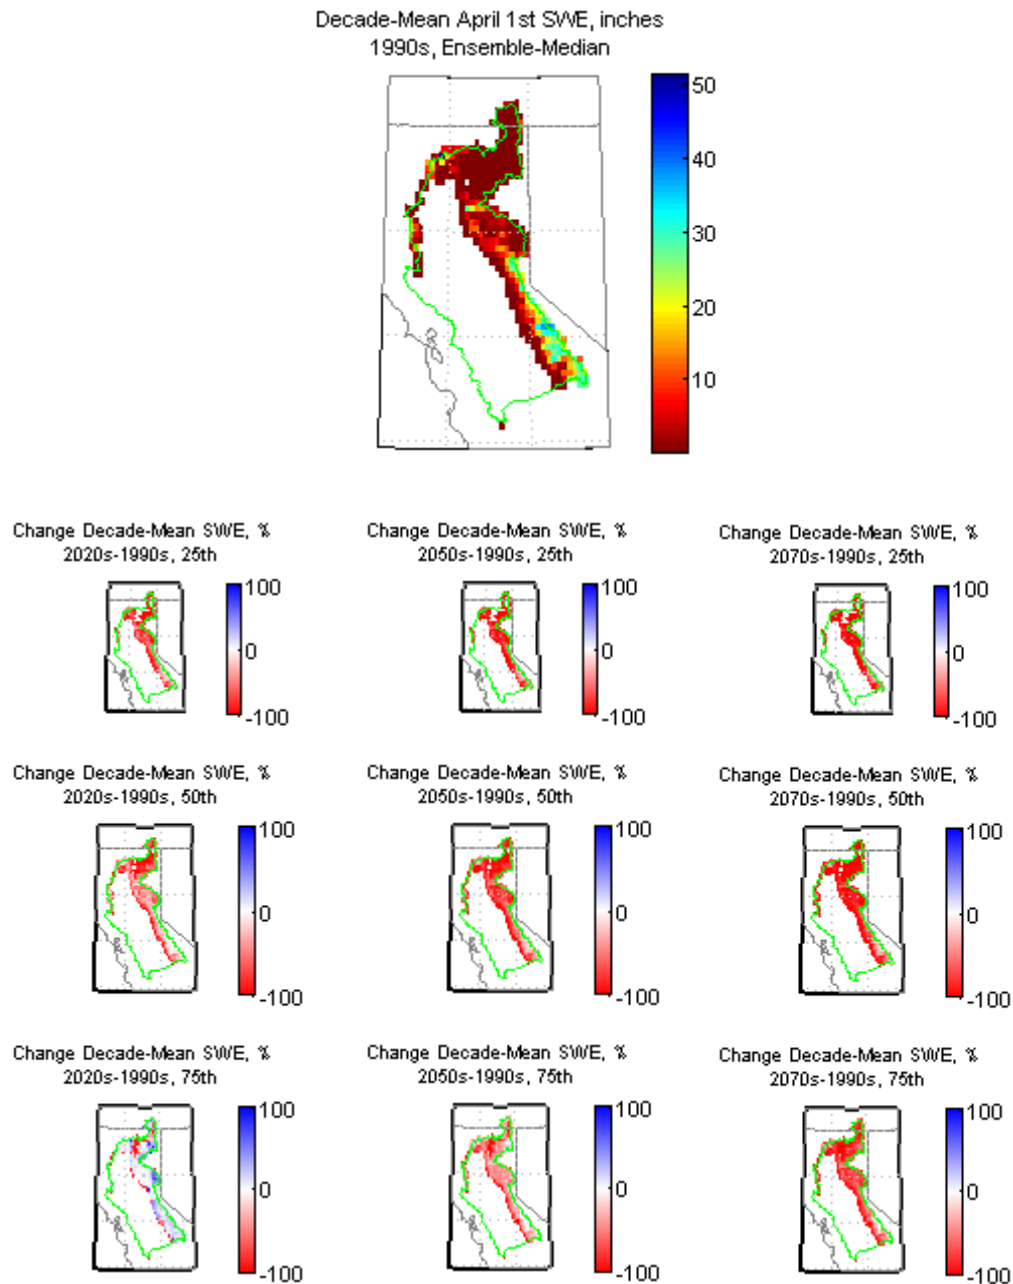 Decade-Mean April 1st SWE, inches
1990s, Ensemble-Median
50
40
30
20
10
Change Decade-Mean SWE, %
2020s-1990s, 25th
100
0
-100
Change Decade-Mean SWE, %
2050s-1990s, 25th
100
0
-100
Change Decade-Mean SWE, %
2070s-1990s, 25th
100
0
-100
Change Decade-Mean SWE, %
2020s-1990s, 50th
100
0
-100
Change Decade-Mean SWE, %
2050s-1990s, 50th
100
0
-100
Change Decade-Mean SWE, %
2070s-1990s, 50th
100
0
-100
Change Decade-Mean SWE, %
2020s-1990s, 75th
100
0
-100
Change Decade-Mean SWE, %
2050s-1990s, 75th
100
0
-100
Change Decade-Mean SWE, %
2070s-1990s, 75th
100
0
-100